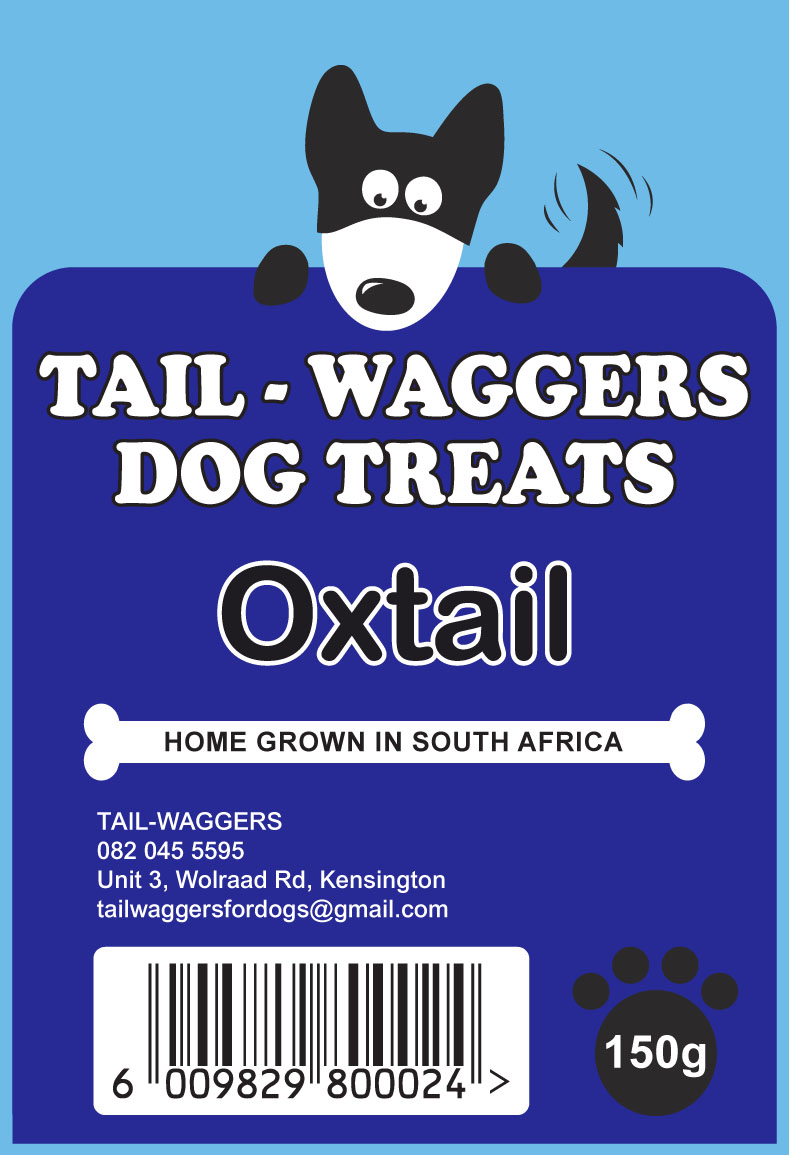 TAIL - WAGGERS
DOG TREATS
Oxtail
HOME GROWN IN SOUTH AFRICA
TAIL-WAGGERS
082 045 5595
Unit 3, Wolraad Rd, Kensington
tailwaggersfordogs@gmail.com
6 009829 800024 >
150g